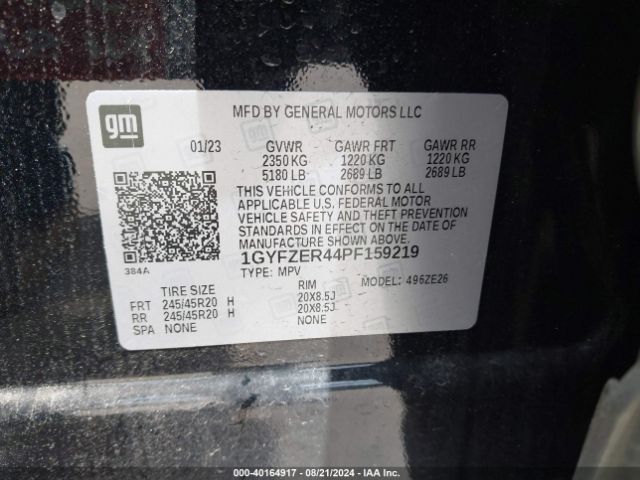 gm
MFD BY GENERAL MOTORS LLC
01/23 GVWR GAWR FRT GAWR RR
2350 KG 1220 KG 1220 KG
5180 LB 2689 LB 2689 LB
THIS VEHICLE CONFORMS TO ALL
APPLICABLE U.S. FEDERAL MOTOR
VEHICLE SAFETY AND THEFT PREVENTION
STANDARDS IN EFFECT ON THE DATE OF
MANUFACTURE SHOWN ABOVE.
384A
1GYFZER44PF159219
TYPE: MPV MODEL: 496ZE26
TIRE SIZE RIM
FRT 245/45R20 H 20X8.5J
RR 245/45R20 H 20X8.5J
SPA NONE NONE
000-40164917 - 08/21/2024 - IAA Inc.